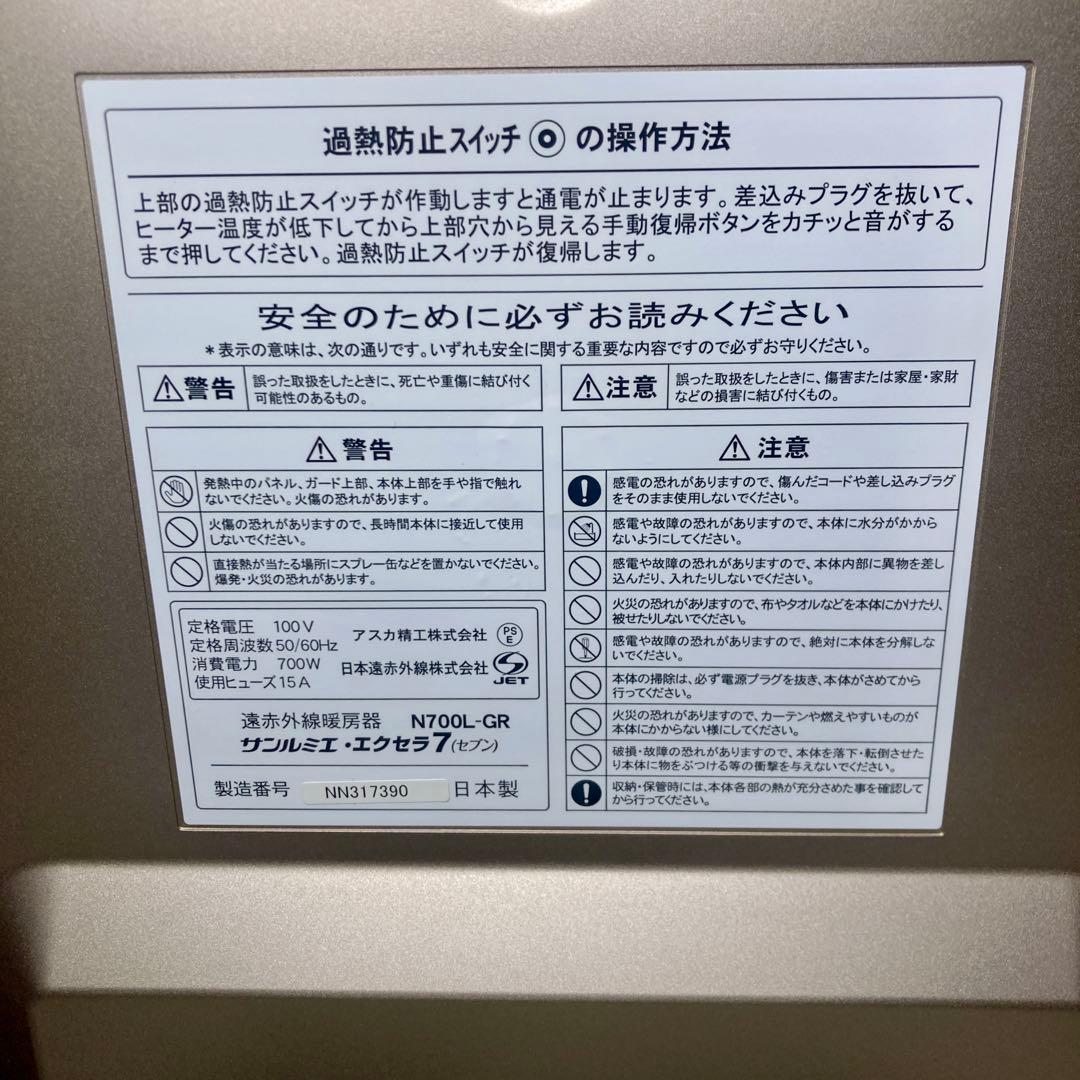 過熱防止スイッチ の操作方法
上部の過熱防止スイッチが作動しますと通電が止まります。差込みプラグを抜いて、
ヒーター温度が低下してから上部穴から見える手動復帰ボタンをカチッと音がする
まで押してください。過熱防止スイッチが復帰します。
安全のために必ずお読みください
*表示の意味は、次の通りです。いずれも安全に関する重要な内容ですので必ずお守りください。
警告
誤った取扱をしたときに、死亡や重傷に結び付く
可能性のあるもの。
注意
誤った取扱をしたときに、傷害または家屋・家財
などの損害に結び付くもの。
警告
発熱中のパネル、ガード上部、本体上部を手や指で触れ
ないでください。火傷の恐れがあります。
火傷の恐れがありますので、長時間本体に接近して使用
しないでください。
直接熱が当たる場所にスプレー缶などを置かないでください。
爆発・火災の恐れがあります。
注意
感電の恐れがありますので、傷んだコードや差し込みプラグ
をそのまま使用しないでください。
感電や故障の恐れがありますので、本体に水分がかから
ないようにしてください。
感電や故障の恐れがありますので、本体内部に異物を差し
込んだり、入れたりしないでください。
火災の恐れがありますので、布やタオルなどを本体にかけたり、
被せたりしないでください。
感電や故障の恐れがありますので、絶対に本体を分解しな
いでください。
本体の掃除は、必ず電源プラグを抜き、本体がさめてから
行ってください。
火災の恐れがありますので、カーテンや燃えやすいものが
本体にかからない様にしてください。
破損・故障の恐れがありますので、本体を落下・転倒させた
り本体に物をぶつける等の衝撃を与えないでください。
収納・保管時には、本体各部の熱が充分さめた事を確認して
から行ってください。
定格電圧 100V
定格周波数 50/60Hz
消費電力 700W
使用ヒューズ 15A
アスカ精工株式会社 PS E
日本遠赤外線株式会社 JET
遠赤外線暖房器 N700L-GR
サンルミエ・エクセラ7(セブン)
製造番号 NN317390 日本製